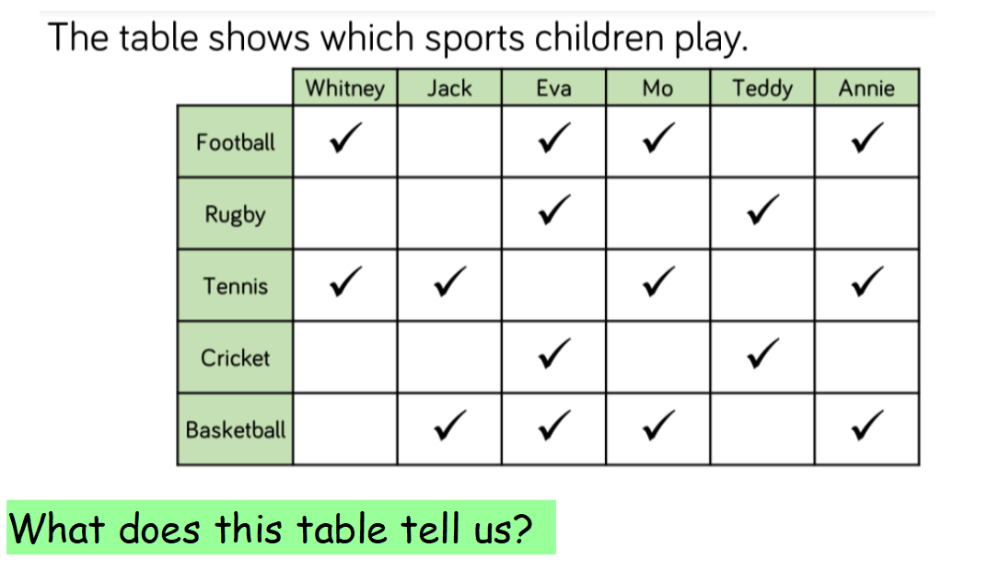 The table shows which sports children play.
Whitney Jack Eva Mo Teddy Annie
Football ✓ ✓ ✓ ✓
Rugby ✓ ✓
Tennis ✓ ✓ ✓ ✓
Cricket ✓ ✓
Basketball ✓ ✓ ✓ ✓
What does this table tell us?